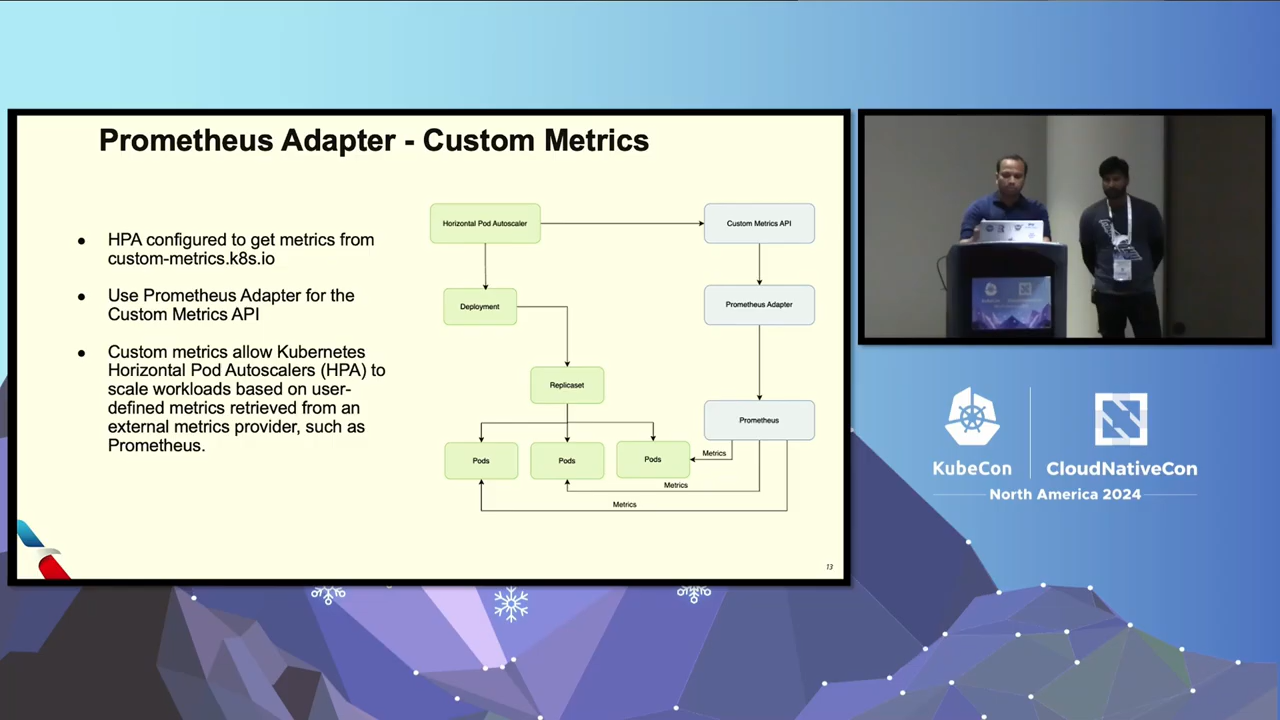 Prometheus Adapter - Custom Metrics
● HPA configured to get metrics from
custom-metrics.k8s.io
● Use Prometheus Adapter for the
Custom Metrics API
● Custom metrics allow Kubernetes
Horizontal Pod Autoscalers (HPA) to
scale workloads based on user-
defined metrics retrieved from an
external metrics provider, such as
Prometheus.
Horizontal Pod Autoscaler
Custom Metrics API
Deployment
Prometheus Adapter
Replicaset
Prometheus
Pods
Pods
Pods
Metrics
Metrics
Metrics
13
KubeCon
CloudNativeCon
North America 2024